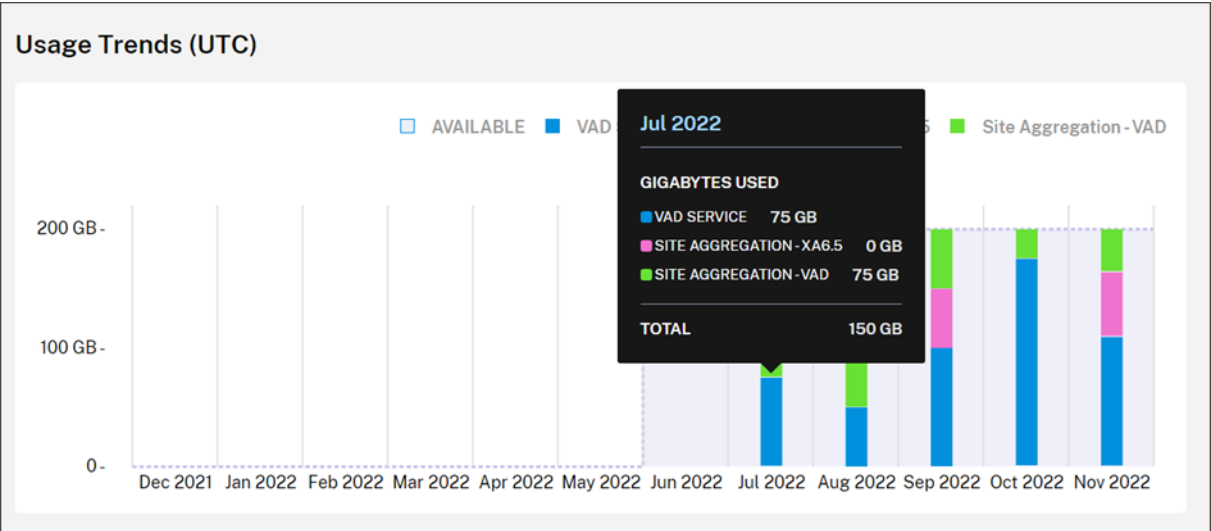 Usage Trends (UTC)
AVAILABLE VAD Site Aggregation - VAD
Jul 2022
GIGABYTES USED
VAD SERVICE 75 GB
SITE AGGREGATION - XA6.5 0 GB
SITE AGGREGATION - VAD 75 GB
TOTAL 150 GB
200 GB
100 GB
0
Dec 2021 Jan 2022 Feb 2022 Mar 2022 Apr 2022 May 2022 Jun 2022 Jul 2022 Aug 2022 Sep 2022 Oct 2022 Nov 2022